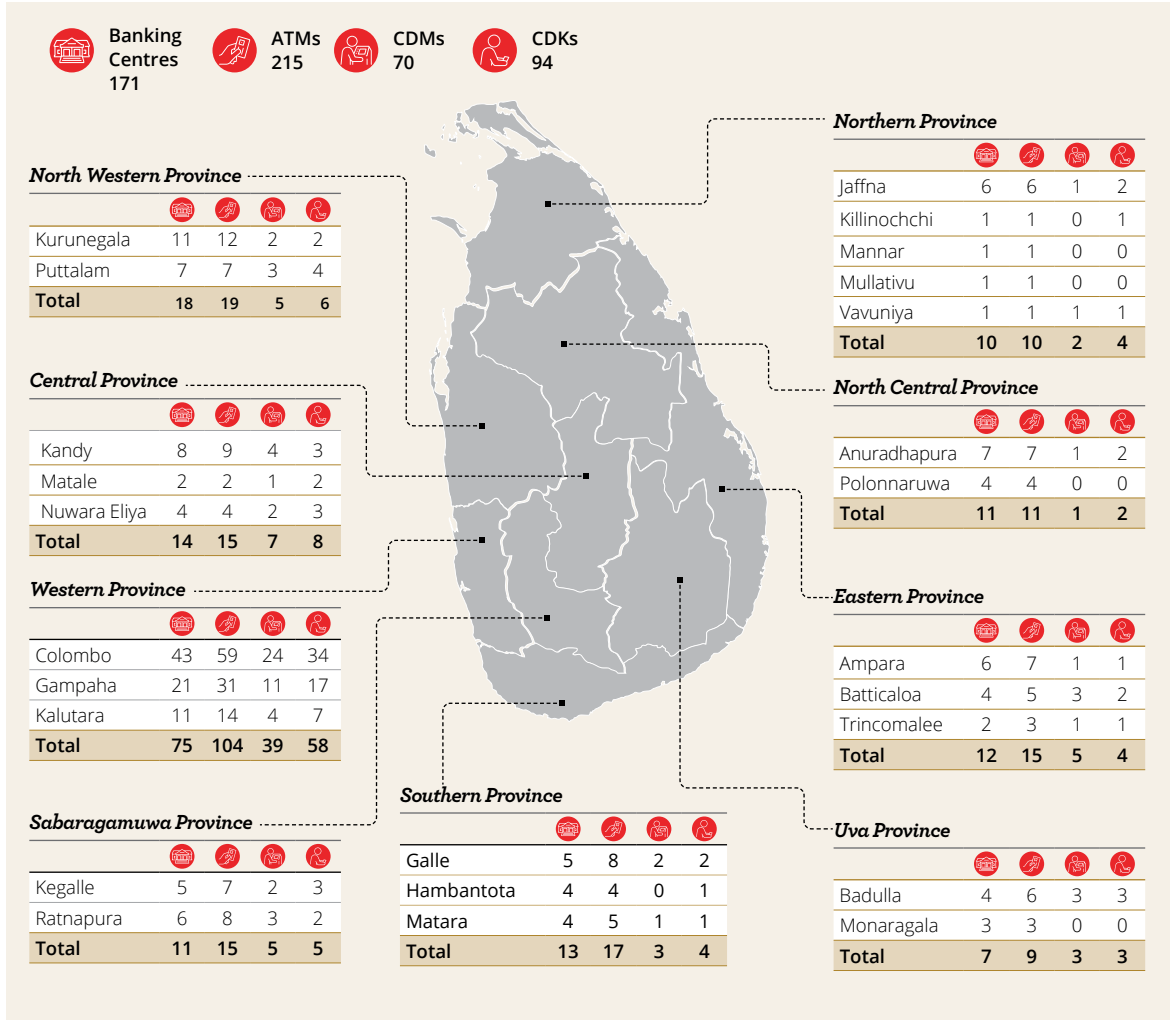 Banking
Centres
171
ATMs
215
CDMs
70
CDKs
94
North Western Province
Kurunegala 11 12 2 2
Puttalam 7 7 3 4
Total 18 19 5 6
Central Province
Kandy 8 9 4 3
Matale 2 2 1 2
Nuwara Eliya 4 4 2 3
Total 14 15 7 8
Western Province
Colombo 43 59 24 34
Gampaha 21 31 11 17
Kalutara 11 14 4 7
Total 75 104 39 58
Sabaragamuwa Province
Kegalle 5 7 2 3
Ratnapura 6 8 3 2
Total 11 15 5 5
Southern Province
Galle 5 8 2 2
Hambantota 4 4 0 1
Matara 4 5 1 1
Total 13 17 3 4
Northern Province
Jaffna 6 6 1 2
Killinochchi 1 1 0 1
Mannar 1 1 0 0
Mullativu 1 1 0 0
Vavuniya 1 1 1 1
Total 10 10 2 4
North Central Province
Anuradhapura 7 7 1 2
Polonnaruwa 4 4 0 0
Total 11 11 1 2
Eastern Province
Ampara 6 7 1 1
Batticaloa 4 5 3 2
Trincomalee 2 3 1 1
Total 12 15 5 4
Uva Province
Badulla 4 6 3 3
Monaragala 3 3 0 0
Total 7 9 3 3